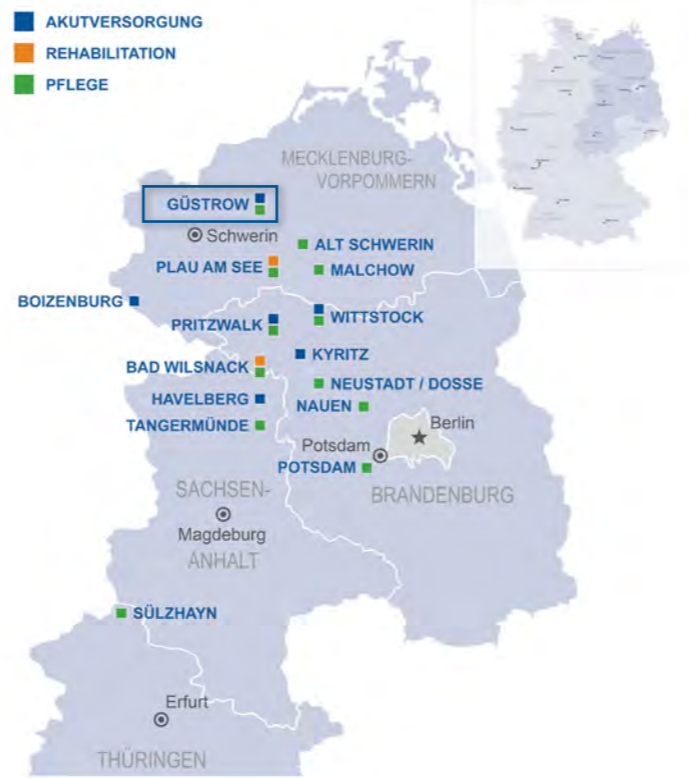 AKUTVERSORGUNG
REHABILITATION
PFLEGE
MECKLENBURG-
VORPOMMERN
GÜSTROW
Schwerin
ALT SCHWERIN
PLAU AM SEE
MALCHOW
BOIZENBURG
PRITZWALK
WITTSTOCK
KYRITZ
BAD WILSNACK
NEUSTADT / DOSSE
HAVELBERG
NAUEN
TANGERMÜNDE
Berlin
Potsdam
POTSDAM
SACHSEN-
BRANDENBURG
Magdeburg
ANHALT
SÜLZHAYN
Erfurt
THÜRINGEN